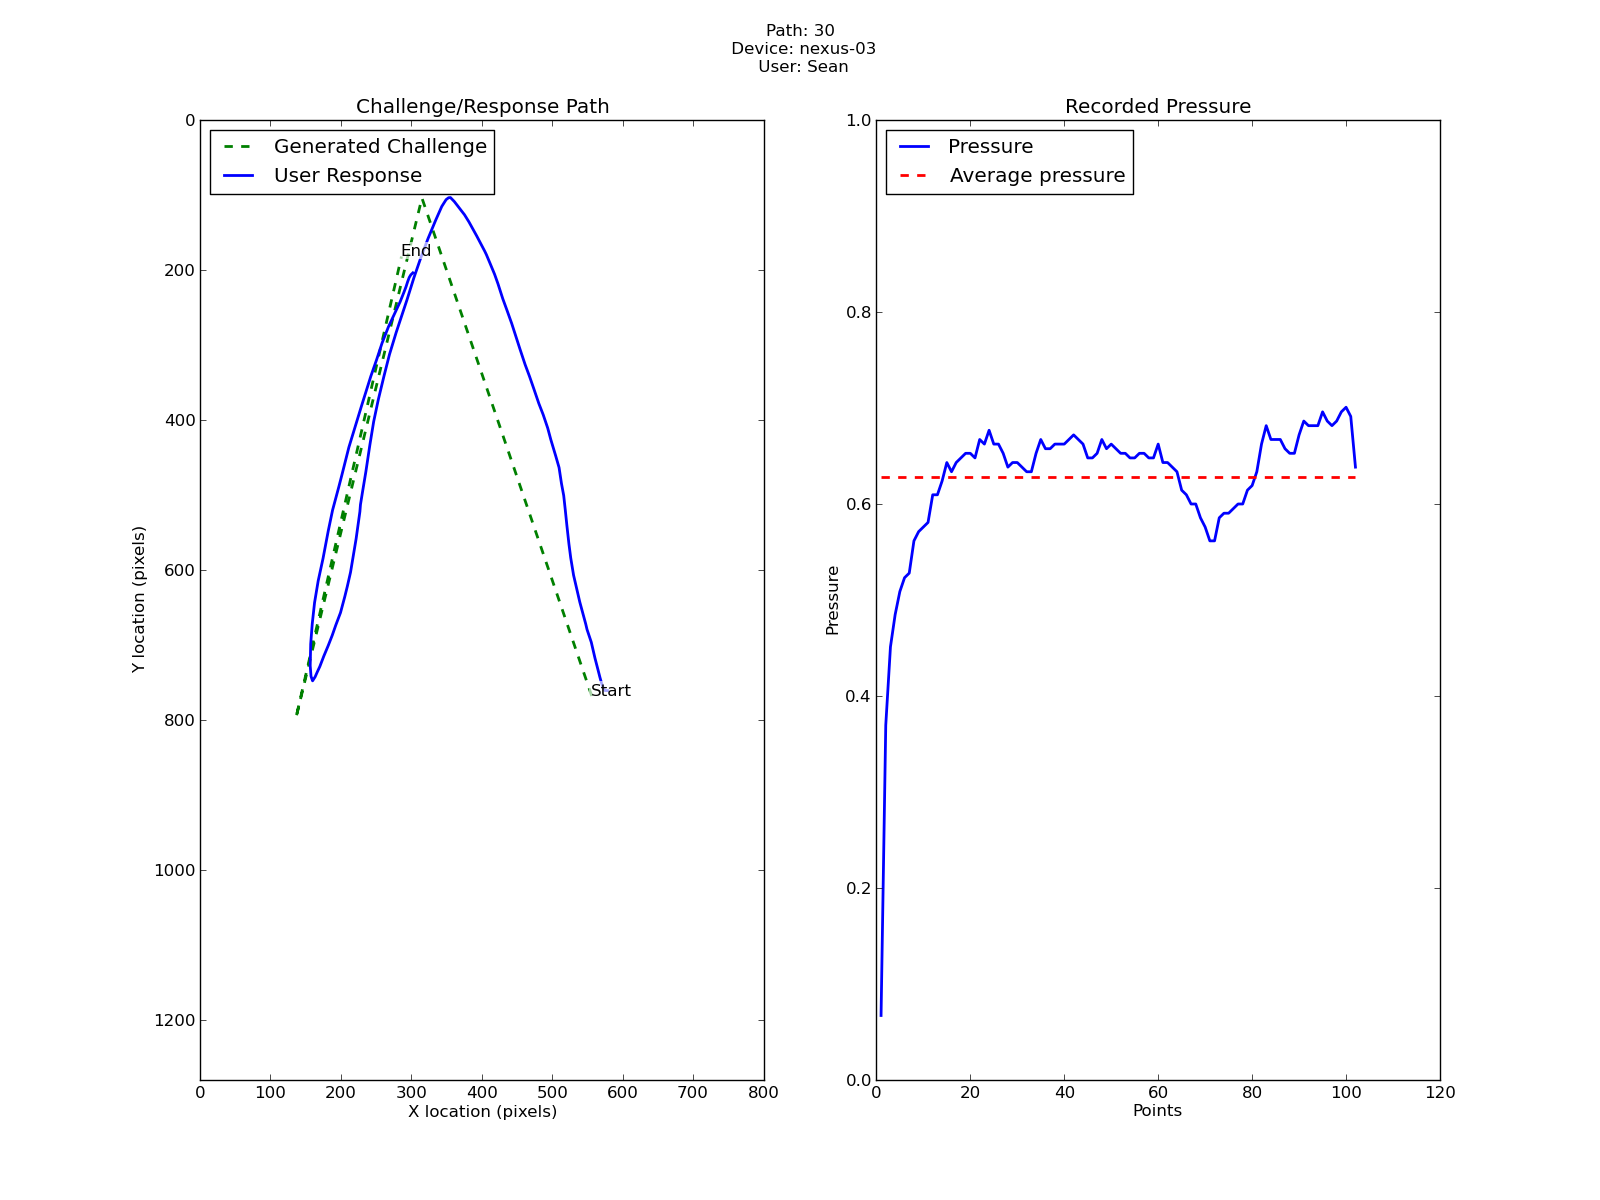 Path: 30
Device: nexus-03
User: Sean
Challenge/Response Path
Generated Challenge
User Response
End
Start
0
200
400
600
800
1000
1200
Y location (pixels)
0 100 200 300 400 500 600 700 800
X location (pixels)
Recorded Pressure
Pressure
Average pressure
1.0
0.8
0.6
0.4
0.2
0.0
Pressure
0 20 40 60 80 100 120
Points